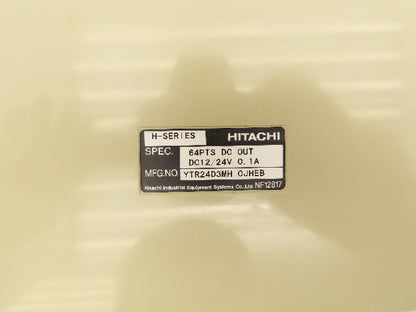 H-SERIES HITACHI
SPEC. 64PTS DC OUT
DC12/24V 0.1A
MFG.NO YTR24D3MH OJHEB
Hitachi Industrial Equipment Systems Co.,Ltd. NF12817